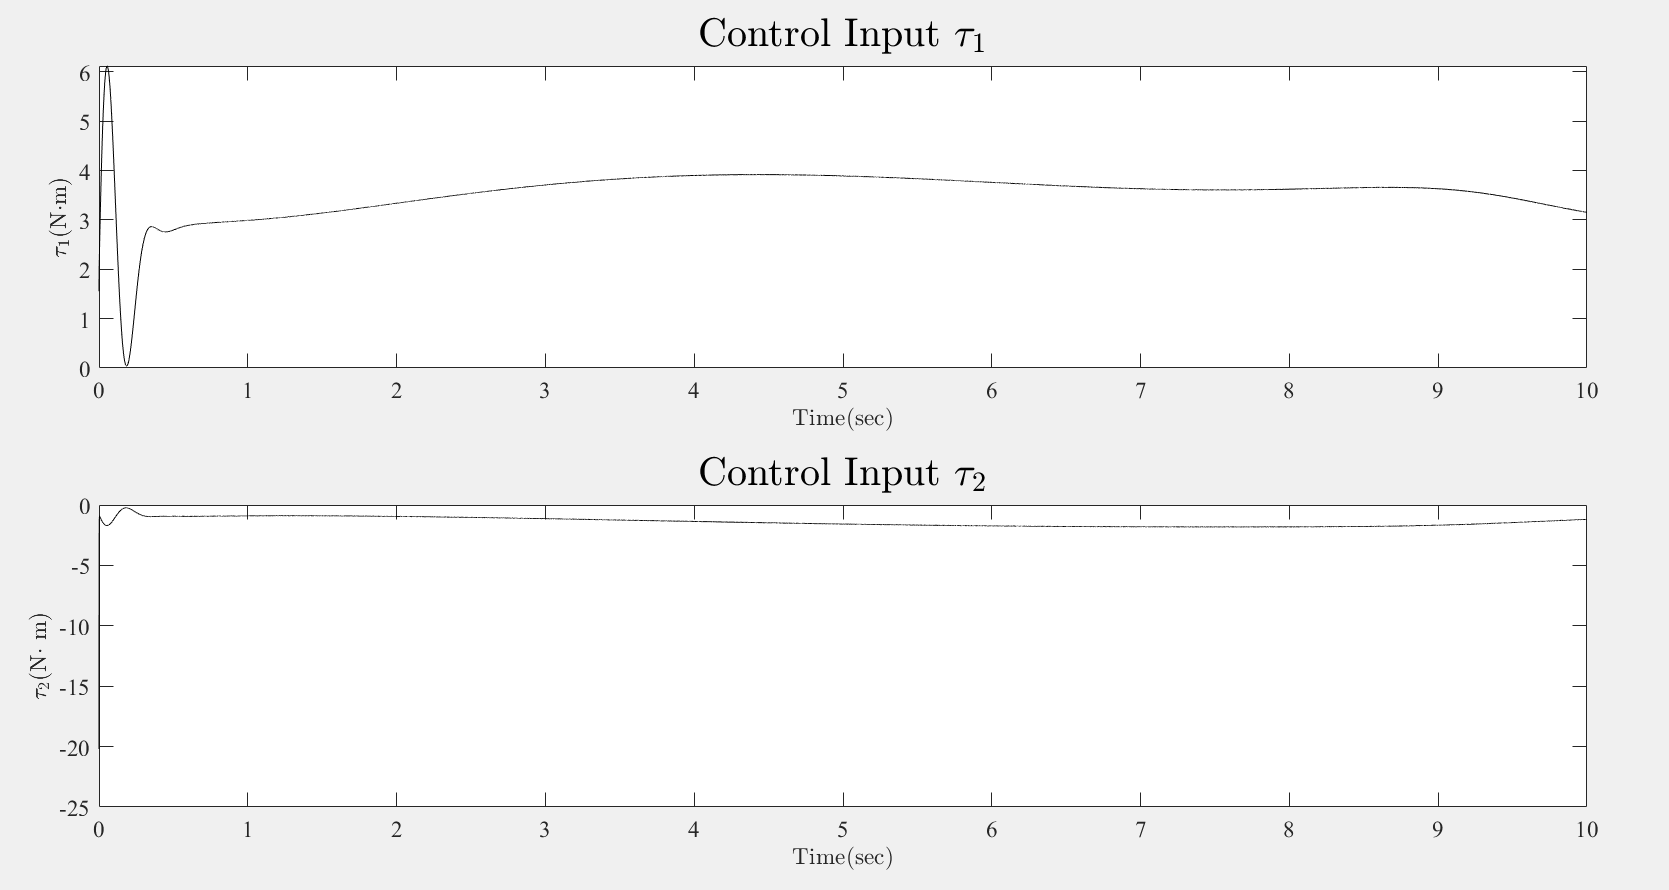 Control Input τ₁
6
5
4
3
2
1
0
τ₁(N·m)
0 1 2 3 4 5 6 7 8 9 10
Time(sec)
Control Input τ₂
0
-5
-10
-15
-20
-25
τ₂(N· m)
0 1 2 3 4 5 6 7 8 9 10
Time(sec)